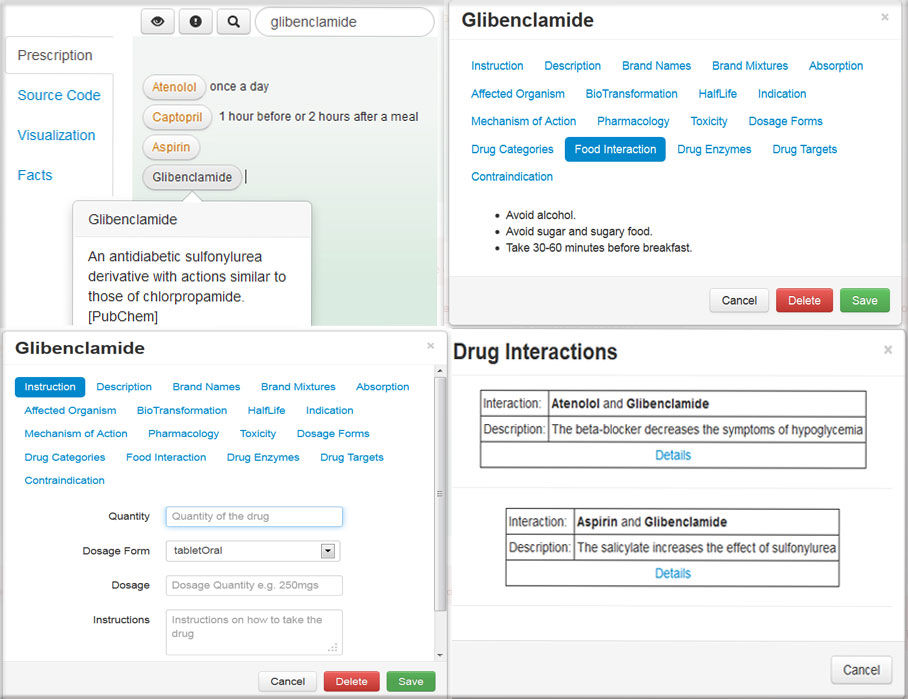 glibenclamide
Prescription
Source Code
Visualization
Facts
Atenolol once a day
Captopril 1 hour before or 2 hours after a meal
Aspirin
Glibenclamide
Glibenclamide
An antidiabetic sulfonylurea
derivative with actions similar to
those of chlorpropamide.
[PubChem]
Glibenclamide ×
Instruction Description Brand Names Brand Mixtures Absorption
Affected Organism BioTransformation HalfLife Indication
Mechanism of Action Pharmacology Toxicity Dosage Forms
Drug Categories Food Interaction Drug Enzymes Drug Targets
Contraindication
• Avoid alcohol.
• Avoid sugar and sugary food.
• Take 30-60 minutes before breakfast.
Cancel Delete Save
Glibenclamide ×
Instruction Description Brand Names Brand Mixtures Absorption
Affected Organism BioTransformation HalfLife Indication
Mechanism of Action Pharmacology Toxicity Dosage Forms
Drug Categories Food Interaction Drug Enzymes Drug Targets
Contraindication
Quantity Quantity of the drug
Dosage Form tabletOral
Dosage Dosage Quantity e.g. 250mgs
Instructions Instructions on how to take the
drug
Cancel Delete Save
Drug Interactions ×
Interaction: Atenolol and Glibenclamide
Description: The beta-blocker decreases the symptoms of hypoglycemia
Details
Interaction: Aspirin and Glibenclamide
Description: The salicylate increases the effect of sulfonylurea
Details
Cancel